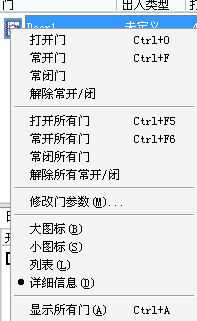 门 出入类型
Door1 未定义
打开门 Ctrl+O
常开门 Ctrl+F
常闭门
解除常开/闭
打开所有门 Ctrl+F5
常开所有门 Ctrl+F6
常闭所有门
解除所有常开/闭
修改门参数(M)...
大图标(B)
小图标(S)
列表(L)
详细信息(D)
显示所有门(A) Ctrl+A